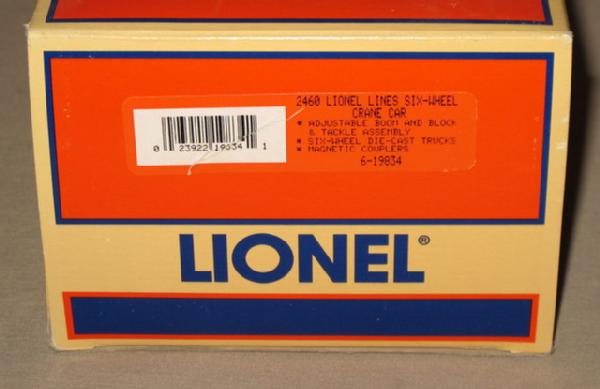 2460 LIONEL LINES SIX-WHEEL
CRANE CAR
* ADJUSTABLE BOOM AND BLOCK
& TACKLE ASSEMBLY
* SIX-WHEEL DIE-CAST TRUCKS
* MAGNETIC COUPLERS
6-19834
0 23922 19834 1
LIONEL®